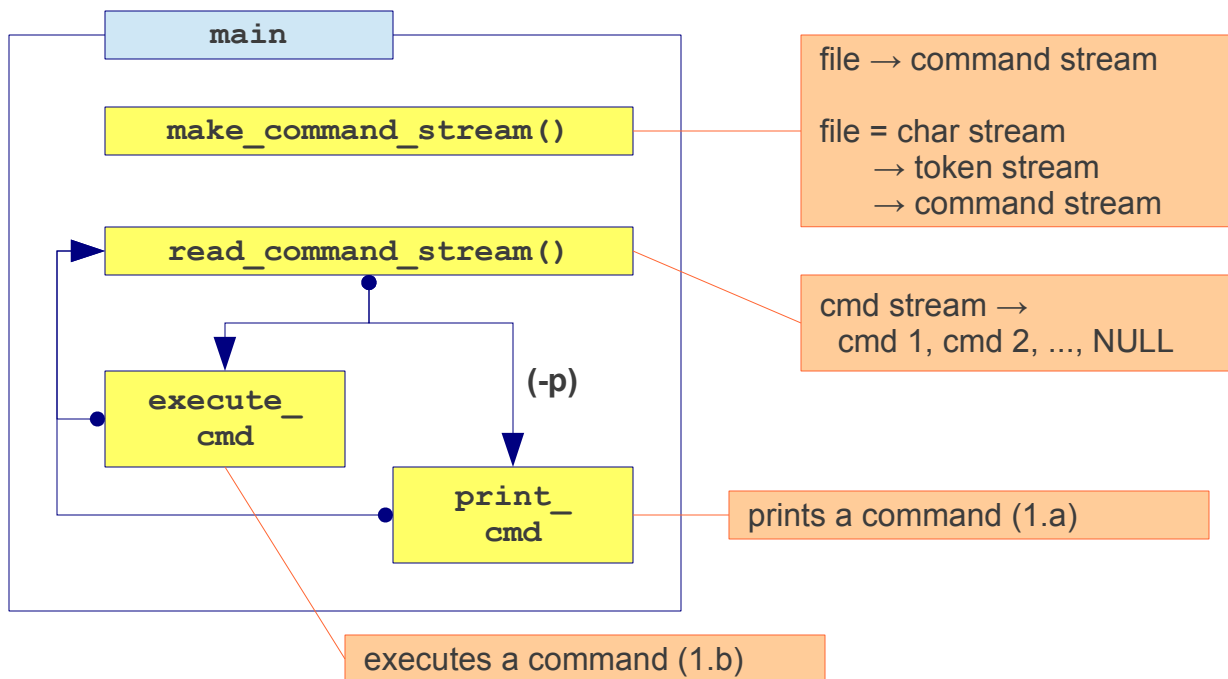 main
make_command_stream()
file → command stream
file = char stream
→ token stream
→ command stream
read_command_stream()
cmd stream →
cmd 1, cmd 2, ..., NULL
(-p)
execute_
cmd
print_
cmd
prints a command (1.a)
executes a command (1.b)